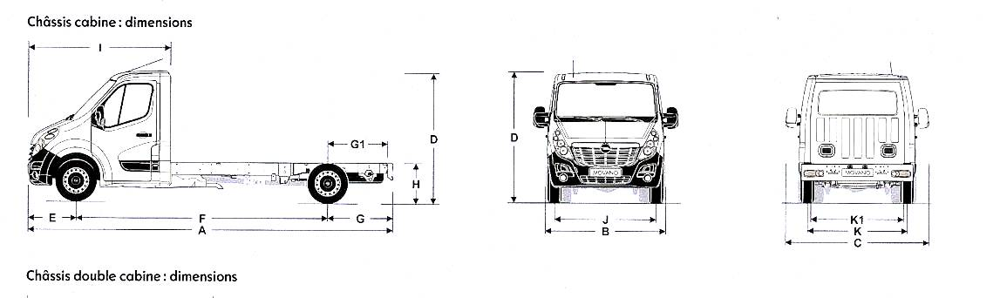 Châssis cabine : dimensions
I
D
G1
H
E
F
G
A
D
MOVANO
J
B
MOVANO
K1
K
C
Châssis double cabine : dimensions